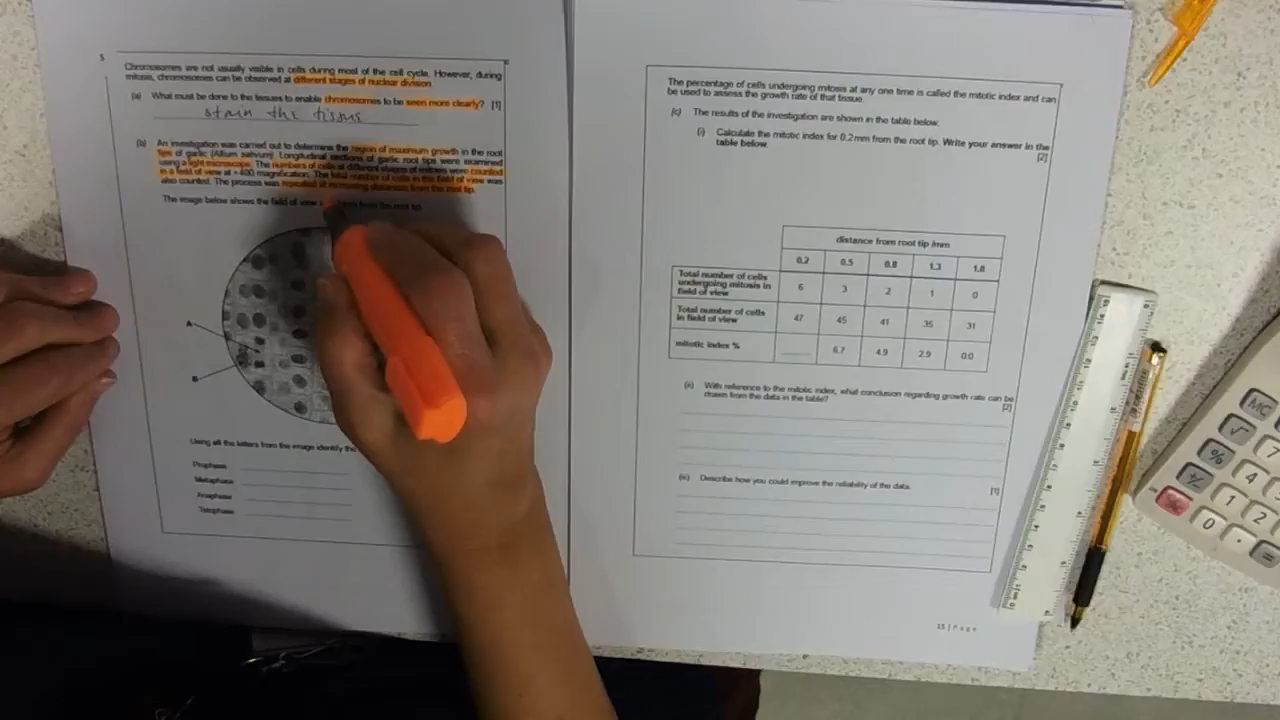 5
Chromosomes are not usually visible in cells during most of the cell cycle. However, during
mitosis, chromosomes can be observed at different stages of nuclear division
(a) What must be done to the tissues to enable chromosomes to be seen more clearly? [1]
stain the tissue
(b) An investigation was carried out to determine the region of maximum growth in the root
tips of garlic (Allium sativum). Longitudinal sections of garlic root tips were examined
using a light microscope. The numbers of cells at different stages of mitosis were counted
in a field of view at ×400 magnification. The total number of cells in the field of view was
also counted. The process was repeated at increasing distances from the root tip.
The image below shows the field of view from the root tip
A
B
Using all the letters from the image identify the
Prophase
Metaphase
Anaphase
Telophase
The percentage of cells undergoing mitosis at any one time is called the mitotic index and can
be used to assess the growth rate of that tissue.
(c) The results of the investigation are shown in the table below.
(i) Calculate the mitotic index for 0.2mm from the root tip. Write your answer in the
table below.
[2]
distance from root tip /mm
0.2 0.5 0.8 1.3 1.8
Total number of cells
undergoing mitosis in
field of view
6 3 2 1 0
Total number of cells
in field of view
47 45 41 35 31
mitotic index %
6.7 4.9 2.9 0.0
(ii) With reference to the mitotic index, what conclusion regarding growth rate can be
drawn from the data in the table?
[2]
(iii) Describe how you could improve the reliability of the data.
[1]
15 | Page
MC
√
7
%
4
+/-
1
2
0
.
=